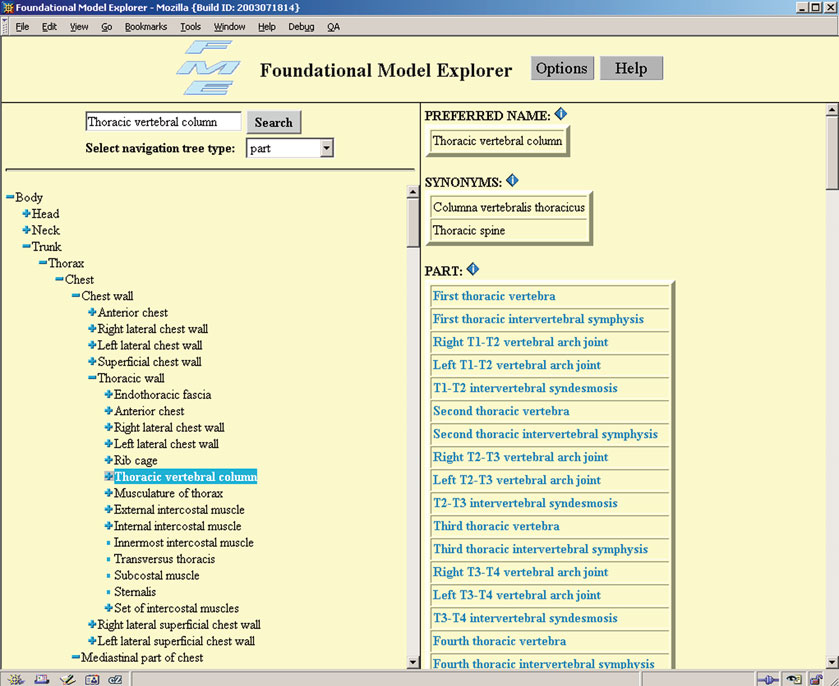 Foundational Model Explorer - Mozilla {Build ID: 2003071814}
File Edit View Go Bookmarks Tools Window Help Debug QA
FME
Foundational Model Explorer
Options
Help
Thoracic vertebral column
Search
Select navigation tree type: part
Body
Head
Neck
Trunk
Thorax
Chest
Chest wall
Anterior chest
Right lateral chest wall
Left lateral chest wall
Superficial chest wall
Thoracic wall
Endothoracic fascia
Anterior chest
Right lateral chest wall
Left lateral chest wall
Rib cage
Thoracic vertebral column
Musculature of thorax
External intercostal muscle
Internal intercostal muscle
Innermost intercostal muscle
Transversus thoracis
Subcostal muscle
Sternalis
Set of intercostal muscles
Right lateral superficial chest wall
Left lateral superficial chest wall
Mediastinal part of chest
PREFERRED NAME:
Thoracic vertebral column
SYNONYMS:
Columna vertebralis thoracicus
Thoracic spine
PART:
First thoracic vertebra
First thoracic intervertebral symphysis
Right T1-T2 vertebral arch joint
Left T1-T2 vertebral arch joint
T1-T2 intervertebral syndesmosis
Second thoracic vertebra
Second thoracic intervertebral symphysis
Right T2-T3 vertebral arch joint
Left T2-T3 vertebral arch joint
T2-T3 intervertebral syndesmosis
Third thoracic vertebra
Third thoracic intervertebral symphysis
Right T3-T4 vertebral arch joint
Left T3-T4 vertebral arch joint
T3-T4 intervertebral syndesmosis
Fourth thoracic vertebra
Fourth thoracic intervertebral symphysis